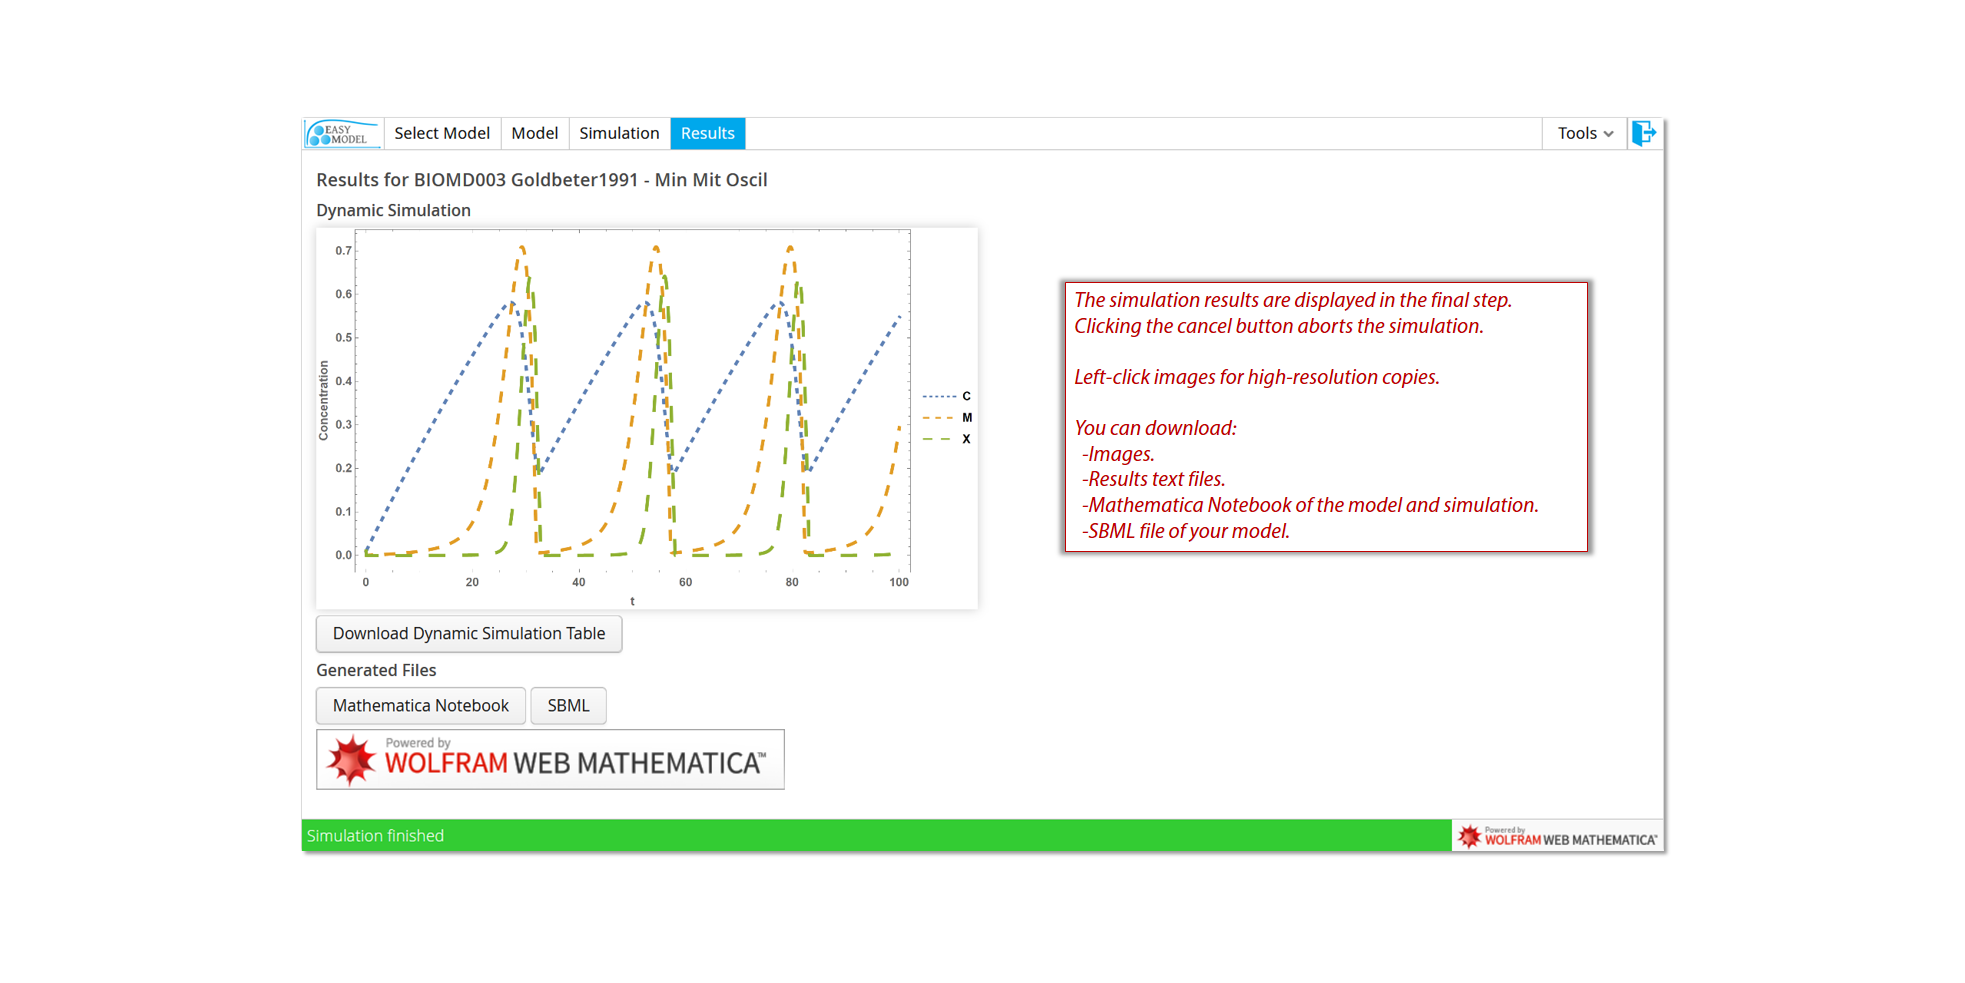 EASY
MODEL
Select Model
Model
Simulation
Results
Tools
Results for BIOMD003 Goldbeter1991 - Min Mit Oscil
Dynamic Simulation
Concentration
0.7
0.6
0.5
0.4
0.3
0.2
0.1
0.0
0 20 40 60 80 100
t
C
M
X
The simulation results are displayed in the final step.
Clicking the cancel button aborts the simulation.
Left-click images for high-resolution copies.
You can download:
-Images.
-Results text files.
-Mathematica Notebook of the model and simulation.
-SBML file of your model.
Download Dynamic Simulation Table
Generated Files
Mathematica Notebook
SBML
Powered by
WOLFRAM WEB MATHEMATICA™
Simulation finished
Powered by
WOLFRAM WEB MATHEMATICA™